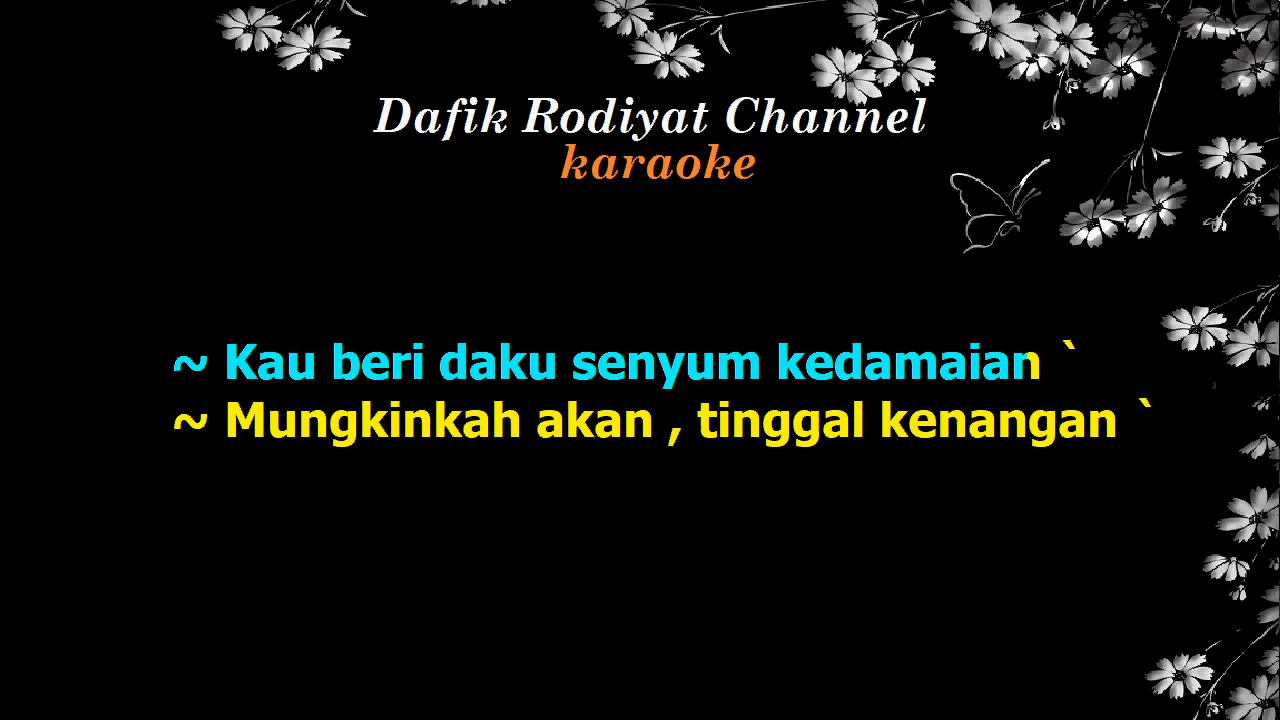 Dafik Rodiyat Channel
karaoke
~ Kau beri daku senyum kedamaian `
~ Mungkinkah akan , tinggal kenangan `